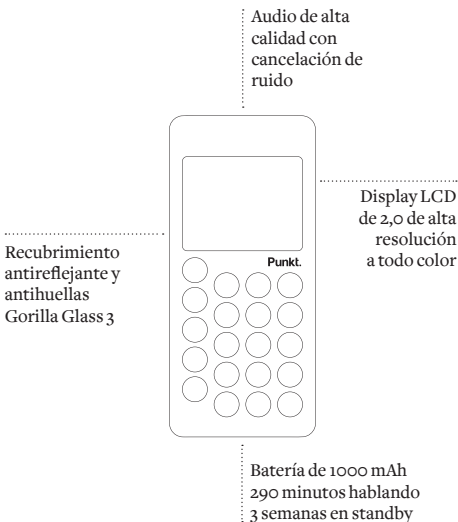 Audio de alta
calidad con
cancelación de
ruido
Display LCD
de 2,0 de alta
resolución
a todo color
Recubrimiento
antireflejante y
antihuellas
Gorilla Glass 3
Punkt.
Batería de 1000 mAh
290 minutos hablando
3 semanas en standby